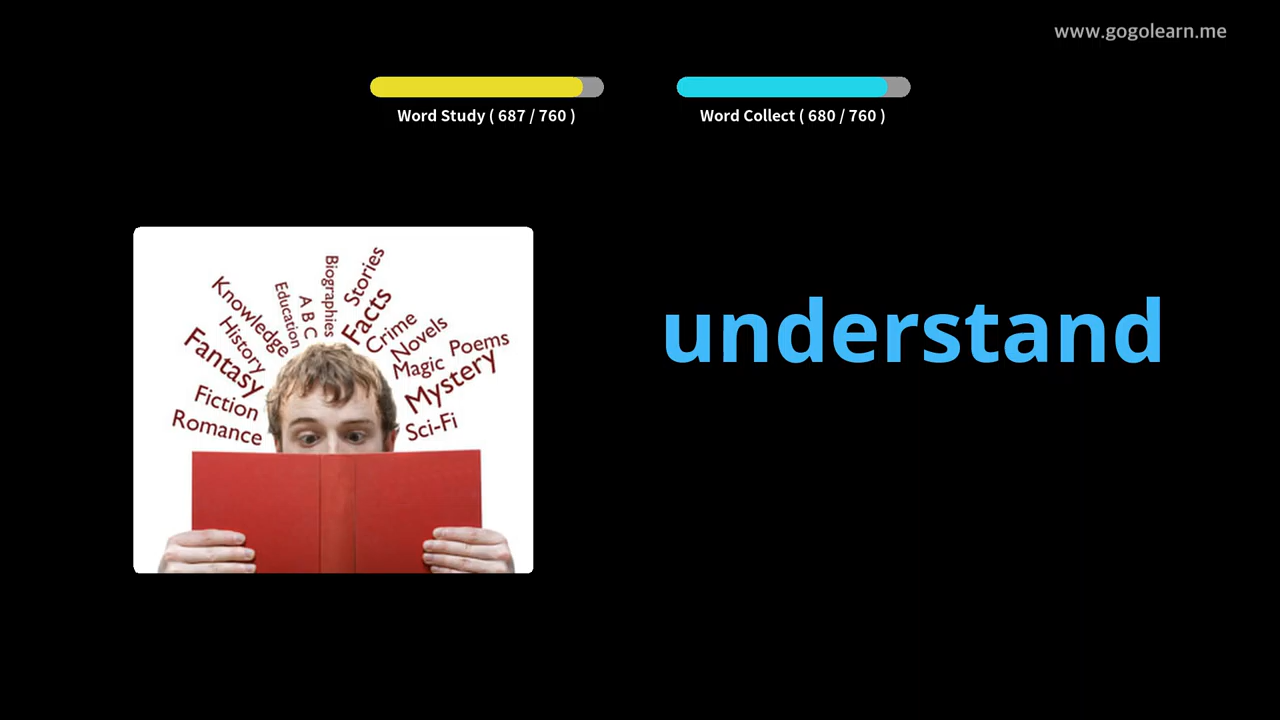 www.gogolearn.me
Word Study ( 687 / 760 )
Word Collect ( 680 / 760 )
understand
Stories
Biographies
Facts
A B C
Education
Knowledge
Crime
Novels
History
Poems
Fantasy
Magic
Mystery
Fiction
Romance
Sci-Fi